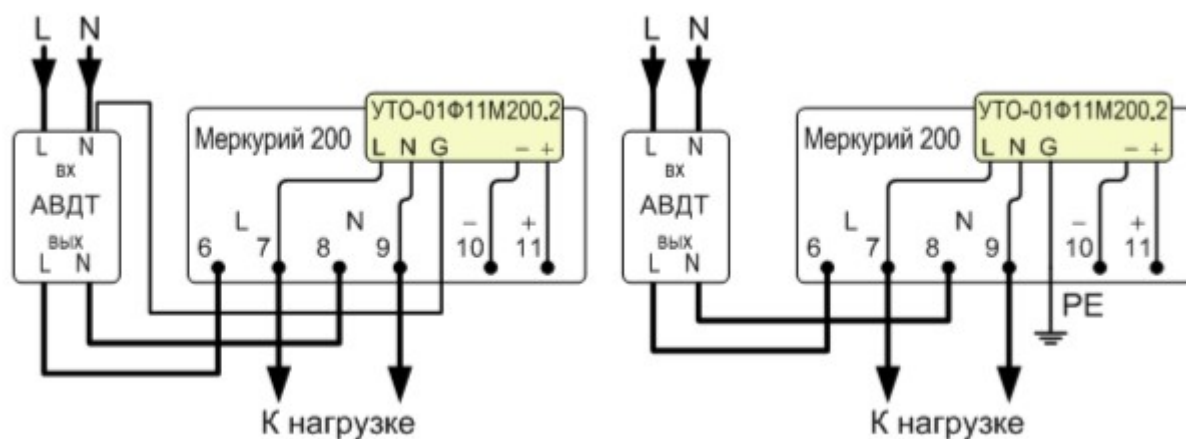 L N
L N
вх
АВДТ
вых
L N
Меркурий 200
УТО-01Ф11М200.2
L N G - +
L N - +
6 7 8 9 10 11
К нагрузке
L N
L N
вх
АВДТ
вых
L N
Меркурий 200
УТО-01Ф11М200.2
L N G - +
L N - +
6 7 8 9 10 11
PE
К нагрузке